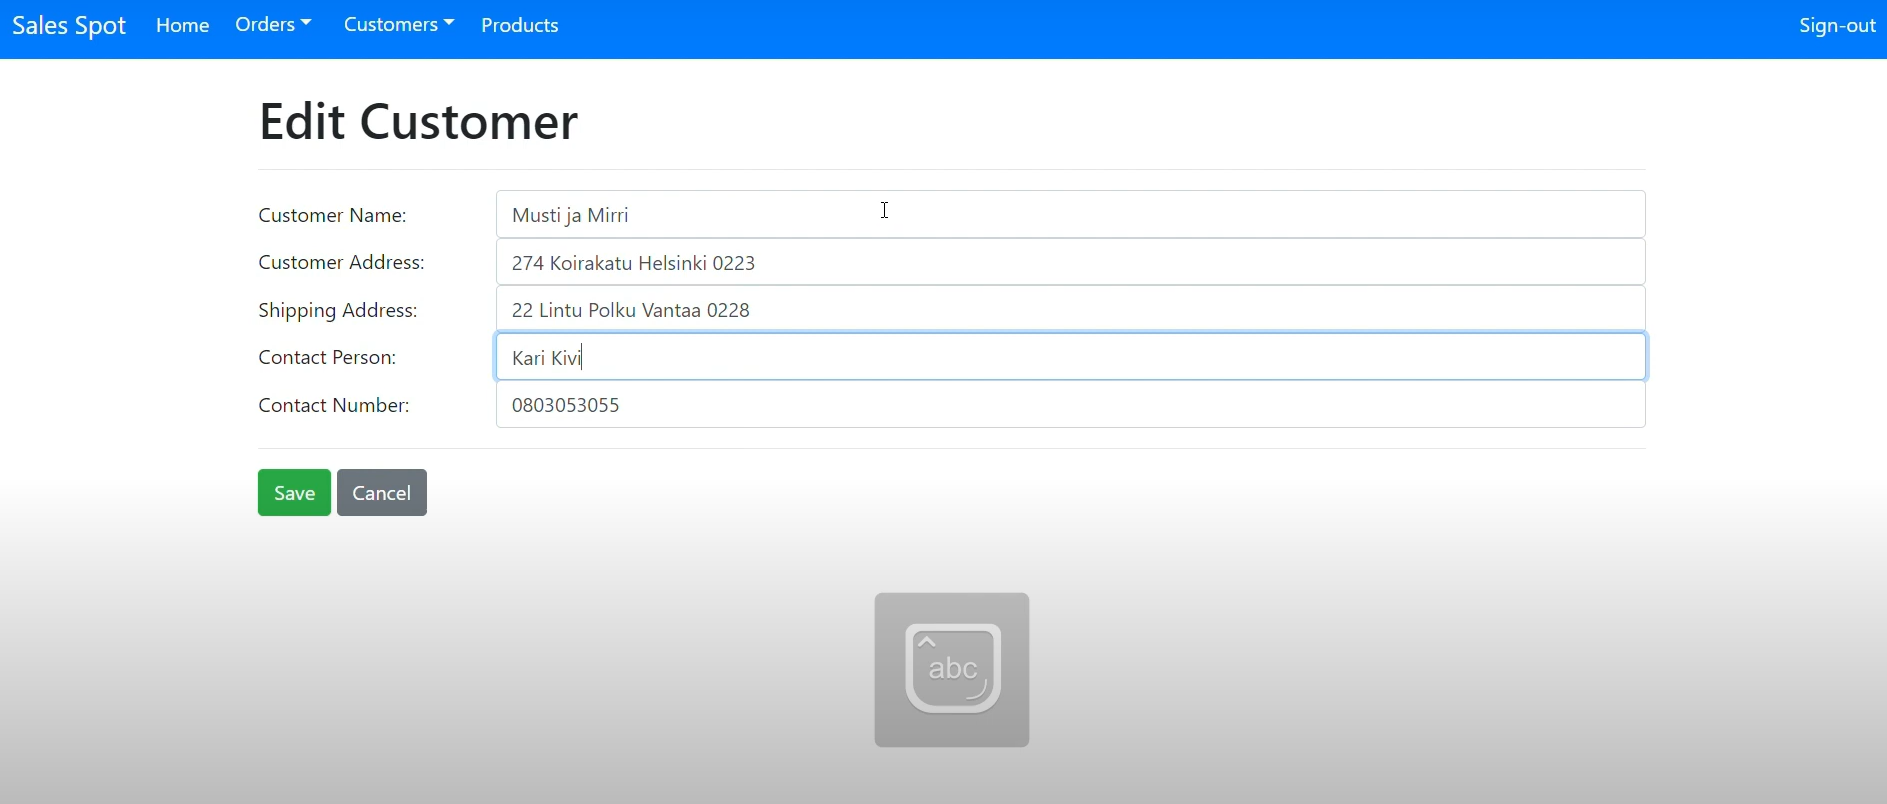 Sales Spot Home Orders Customers Products Sign-out
Edit Customer
Customer Name: Musti ja Mirri
Customer Address: 274 Koirakatu Helsinki 0223
Shipping Address: 22 Lintu Polku Vantaa 0228
Contact Person: Kari Kivi
Contact Number: 0803053055
Save Cancel
abc